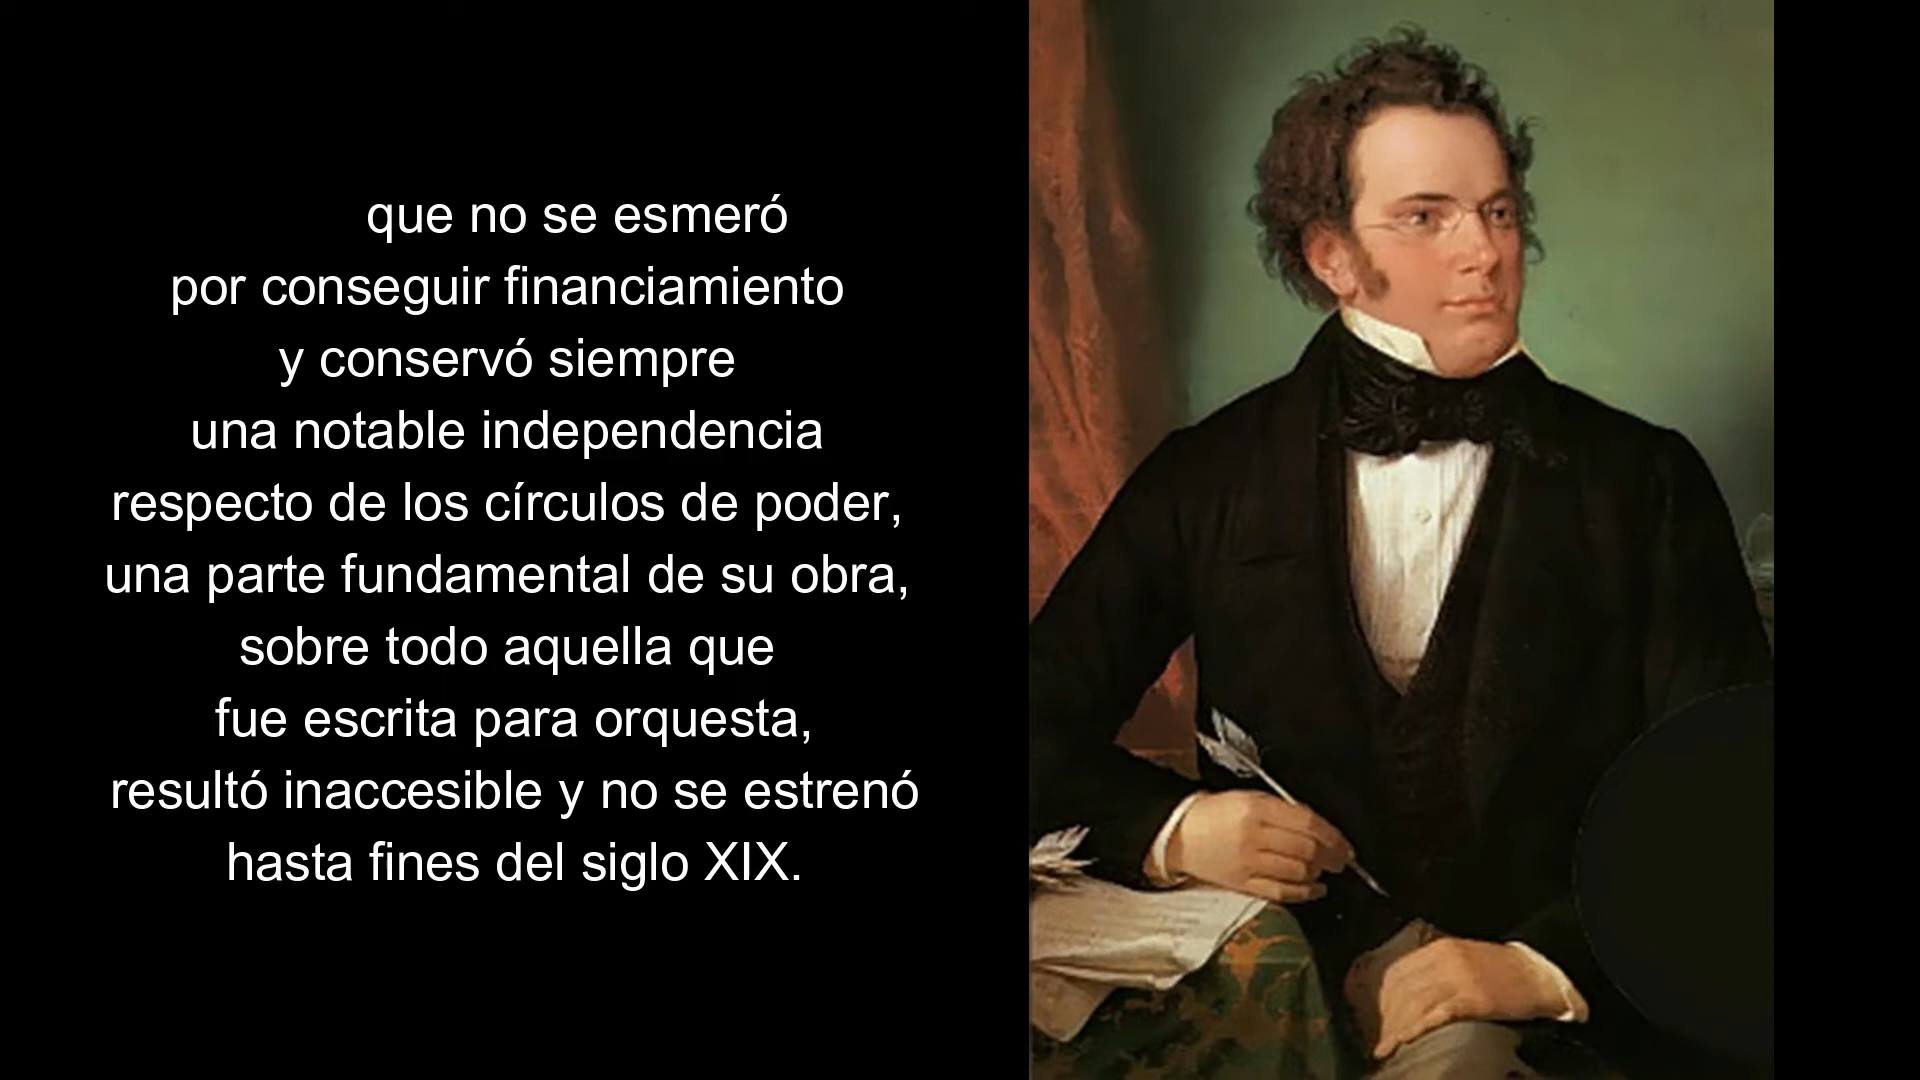 que no se esmeró
por conseguir financiamiento
y conservó siempre
una notable independencia
respecto de los círculos de poder,
una parte fundamental de su obra,
sobre todo aquella que
fue escrita para orquesta,
resultó inaccesible y no se estrenó
hasta fines del siglo XIX.